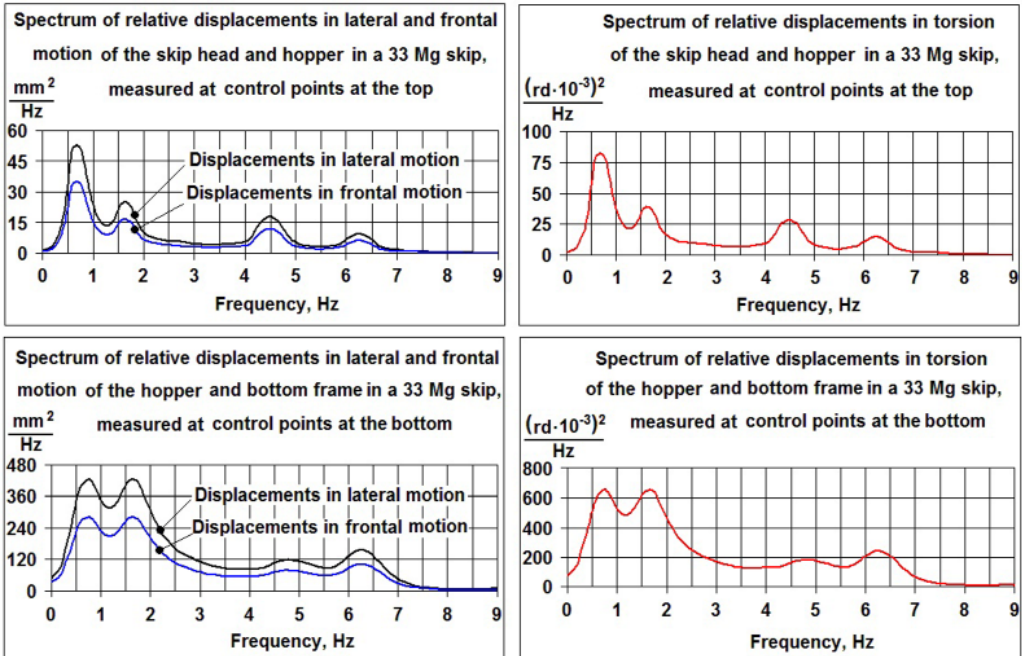 Spectrum of relative displacements in lateral and frontal
motion of the skip head and hopper in a 33 Mg skip,
measured at control points at the top
mm 2
Hz
60
45
30
15
0
Displacements in lateral motion
Displacements in frontal motion
0 1 2 3 4 5 6 7 8 9
Frequency, Hz
Spectrum of relative displacements in torsion
of the skip head and hopper in a 33 Mg skip,
measured at control points at the top
(rd·10-3)2
Hz
100
75
50
25
0
0 1 2 3 4 5 6 7 8 9
Frequency, Hz
Spectrum of relative displacements in lateral and frontal
motion of the hopper and bottom frame in a 33 Mg skip,
measured at control points at the bottom
mm 2
Hz
480
360
240
120
0
Displacements in lateral motion
Displacements in frontal motion
0 1 2 3 4 5 6 7 8 9
Frequency, Hz
Spectrum of relative displacements in torsion
of the hopper and bottom frame in a 33 Mg skip,
measured at control points at the bottom
(rd·10-3)2
Hz
800
600
400
200
0
0 1 2 3 4 5 6 7 8 9
Frequency, Hz